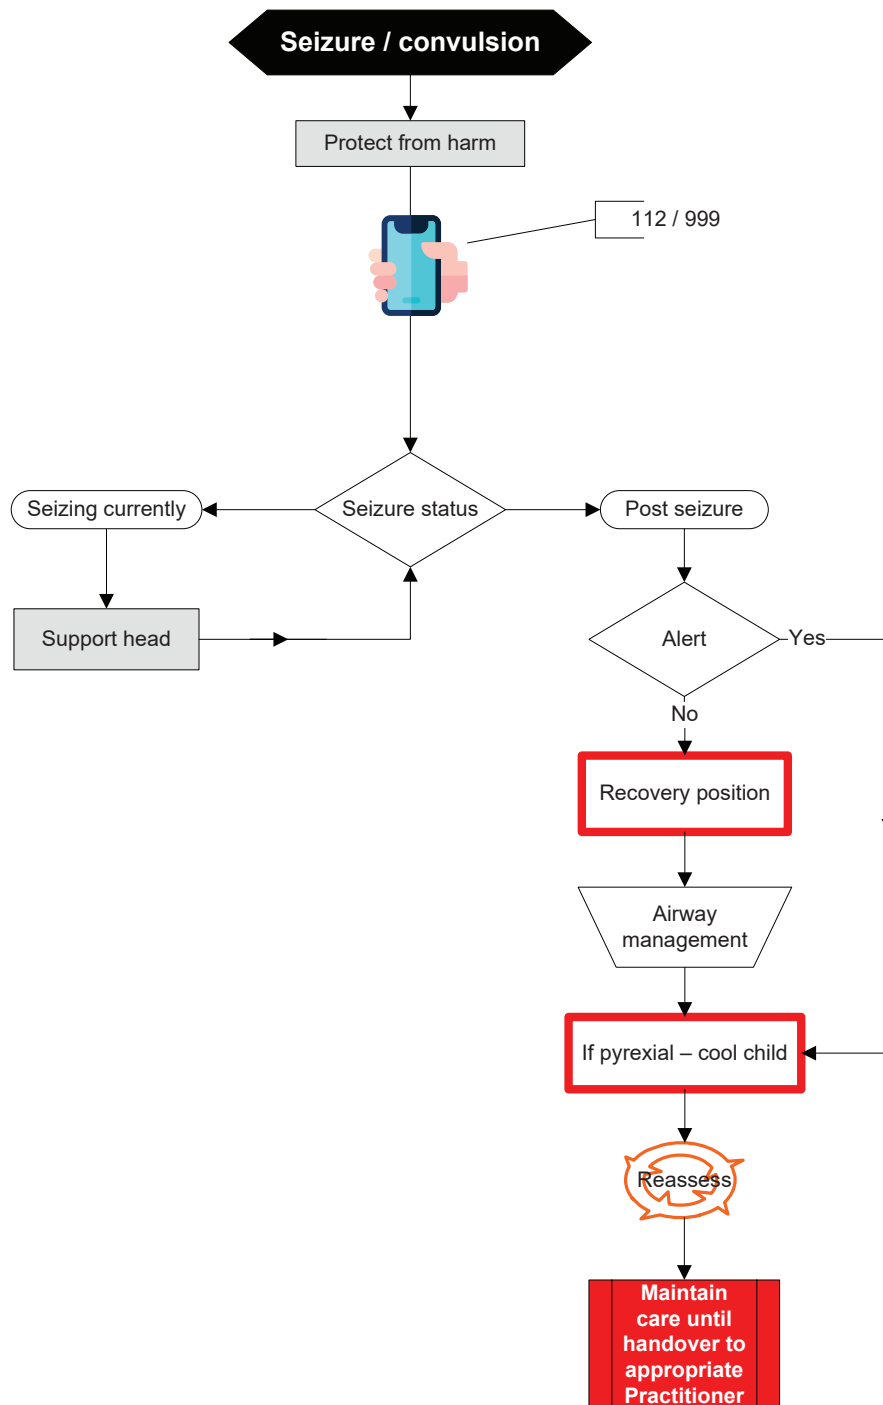 Seizure / convulsion
Protect from harm
112 / 999
Seizing currently
Seizure status
Post seizure
Support head
Alert
Yes
No
Recovery position
Airway
management
If pyrexial – cool child
Reassess
Maintain
care until
handover to
appropriate
Practitioner